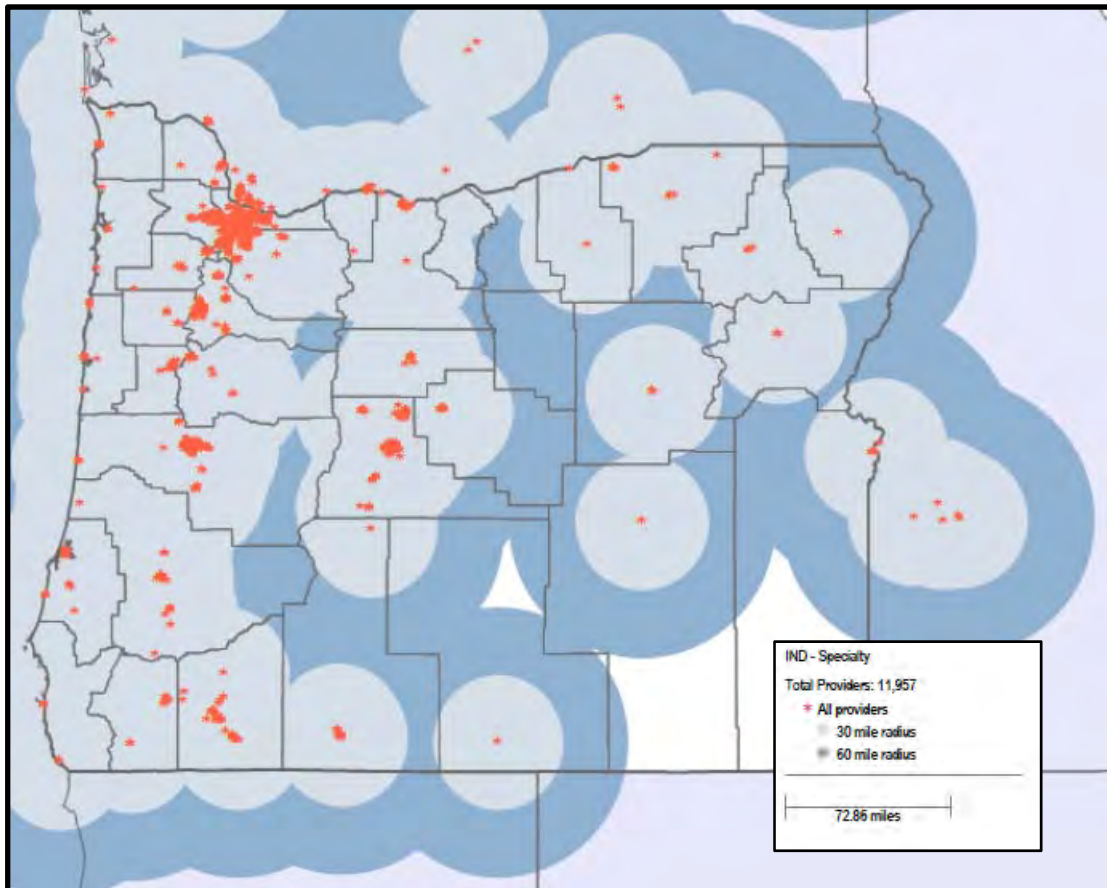 IND - Specialty
Total Providers: 11,957
* All providers
30 mile radius
60 mile radius
72.86 miles